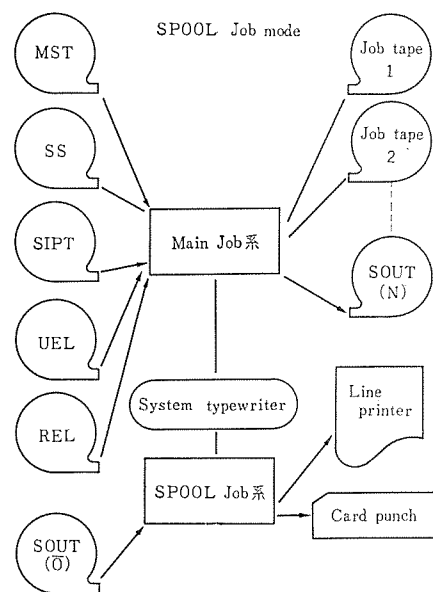 SPOOL Job mode
MST
SS
SIPT
UEL
REL
SOUT
(O̅)
Main Job系
System typewriter
SPOOL Job系
Job tape
1
Job tape
2
SOUT
(N)
Line
printer
Card punch